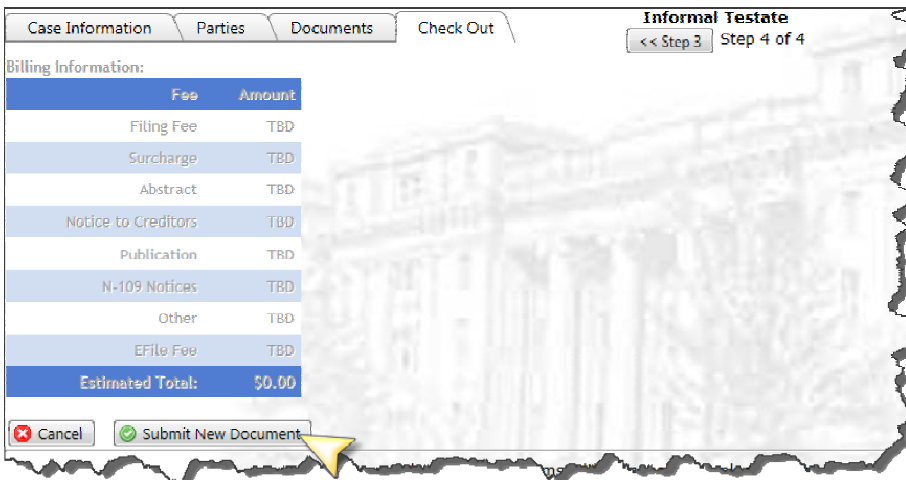 Case Information Parties Documents Check Out
Informal Testate
<< Step 3 Step 4 of 4
Billing Information:
Fee Amount
Filing Fee TBD
Surcharge TBD
Abstract TBD
Notice to Creditors TBD
Publication TBD
N-109 Notices TBD
Other TBD
EFile Fee TBD
Estimated Total: $0.00
Cancel Submit New Document